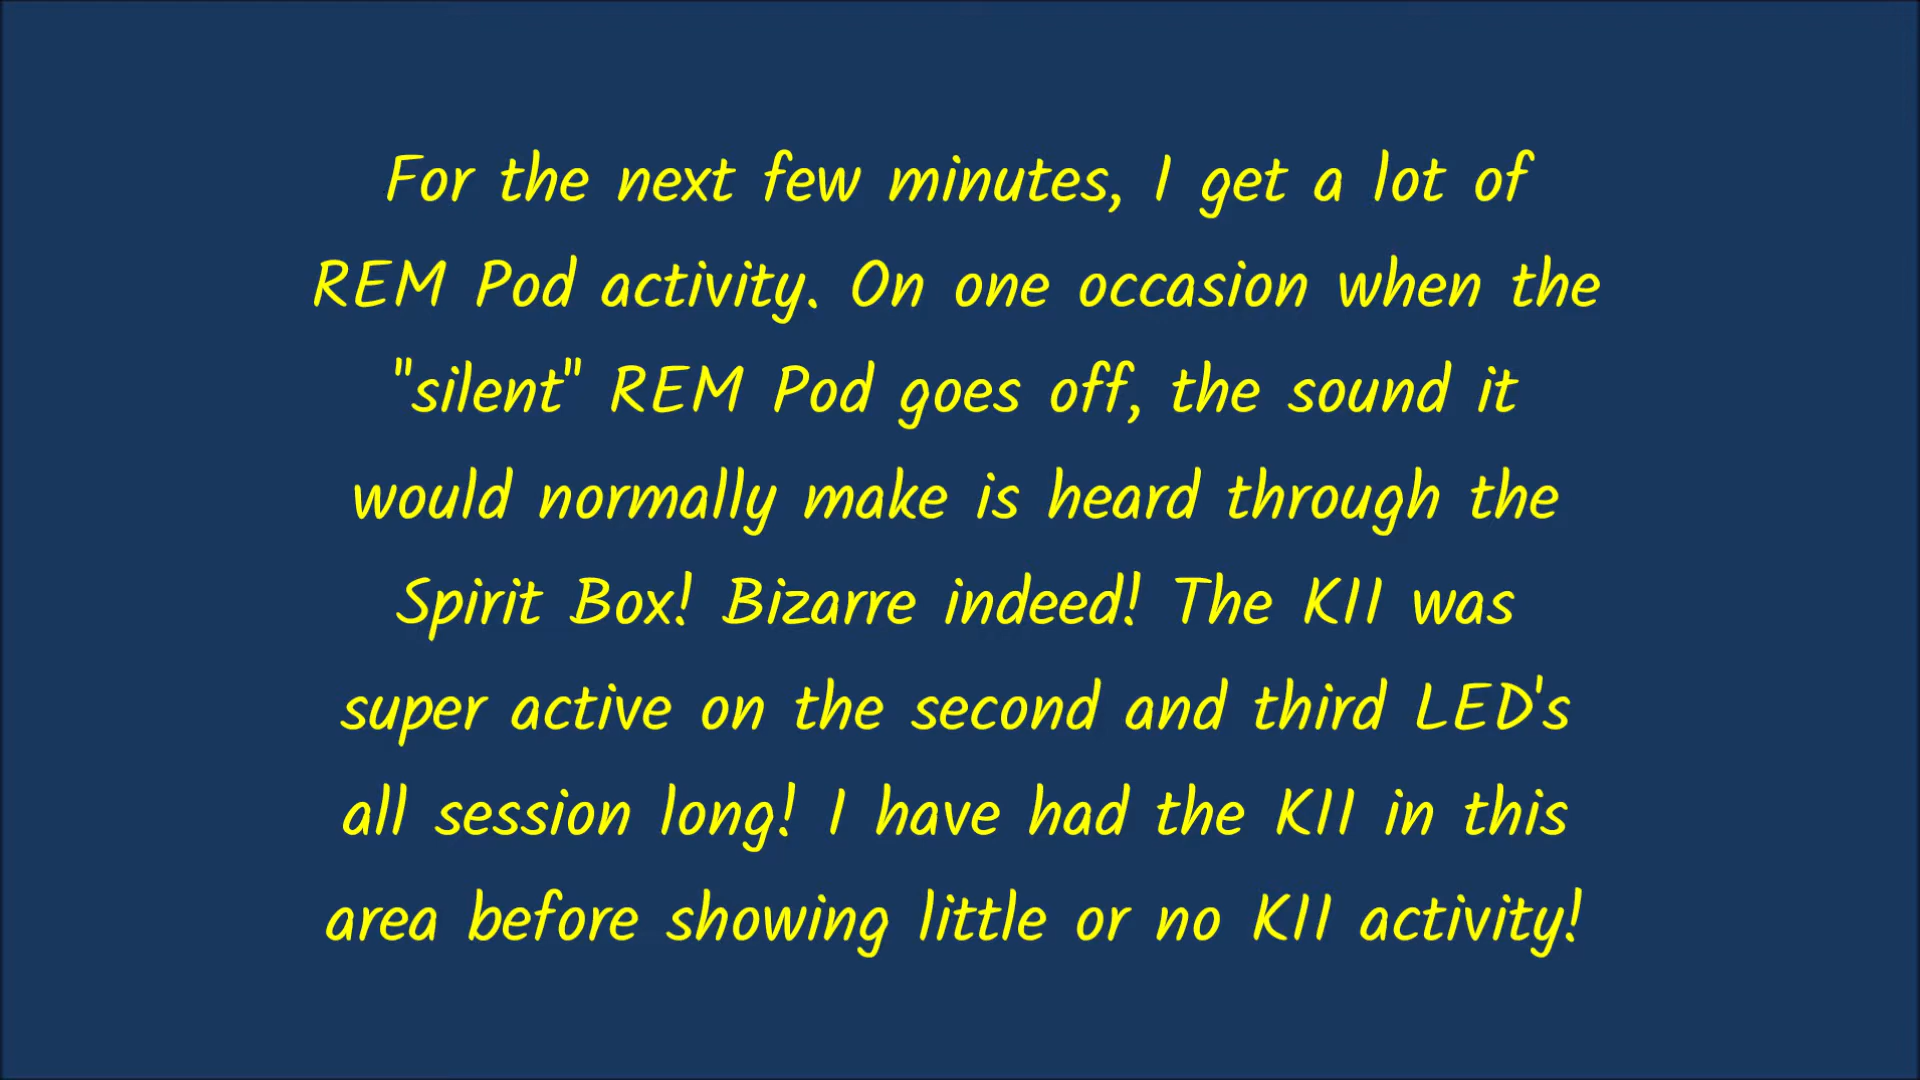 For the next few minutes, I get a lot of
REM Pod activity. On one occasion when the
"silent" REM Pod goes off, the sound it
would normally make is heard through the
Spirit Box! Bizarre indeed! The KII was
super active on the second and third LED's
all session long! I have had the KII in this
area before showing little or no KII activity!